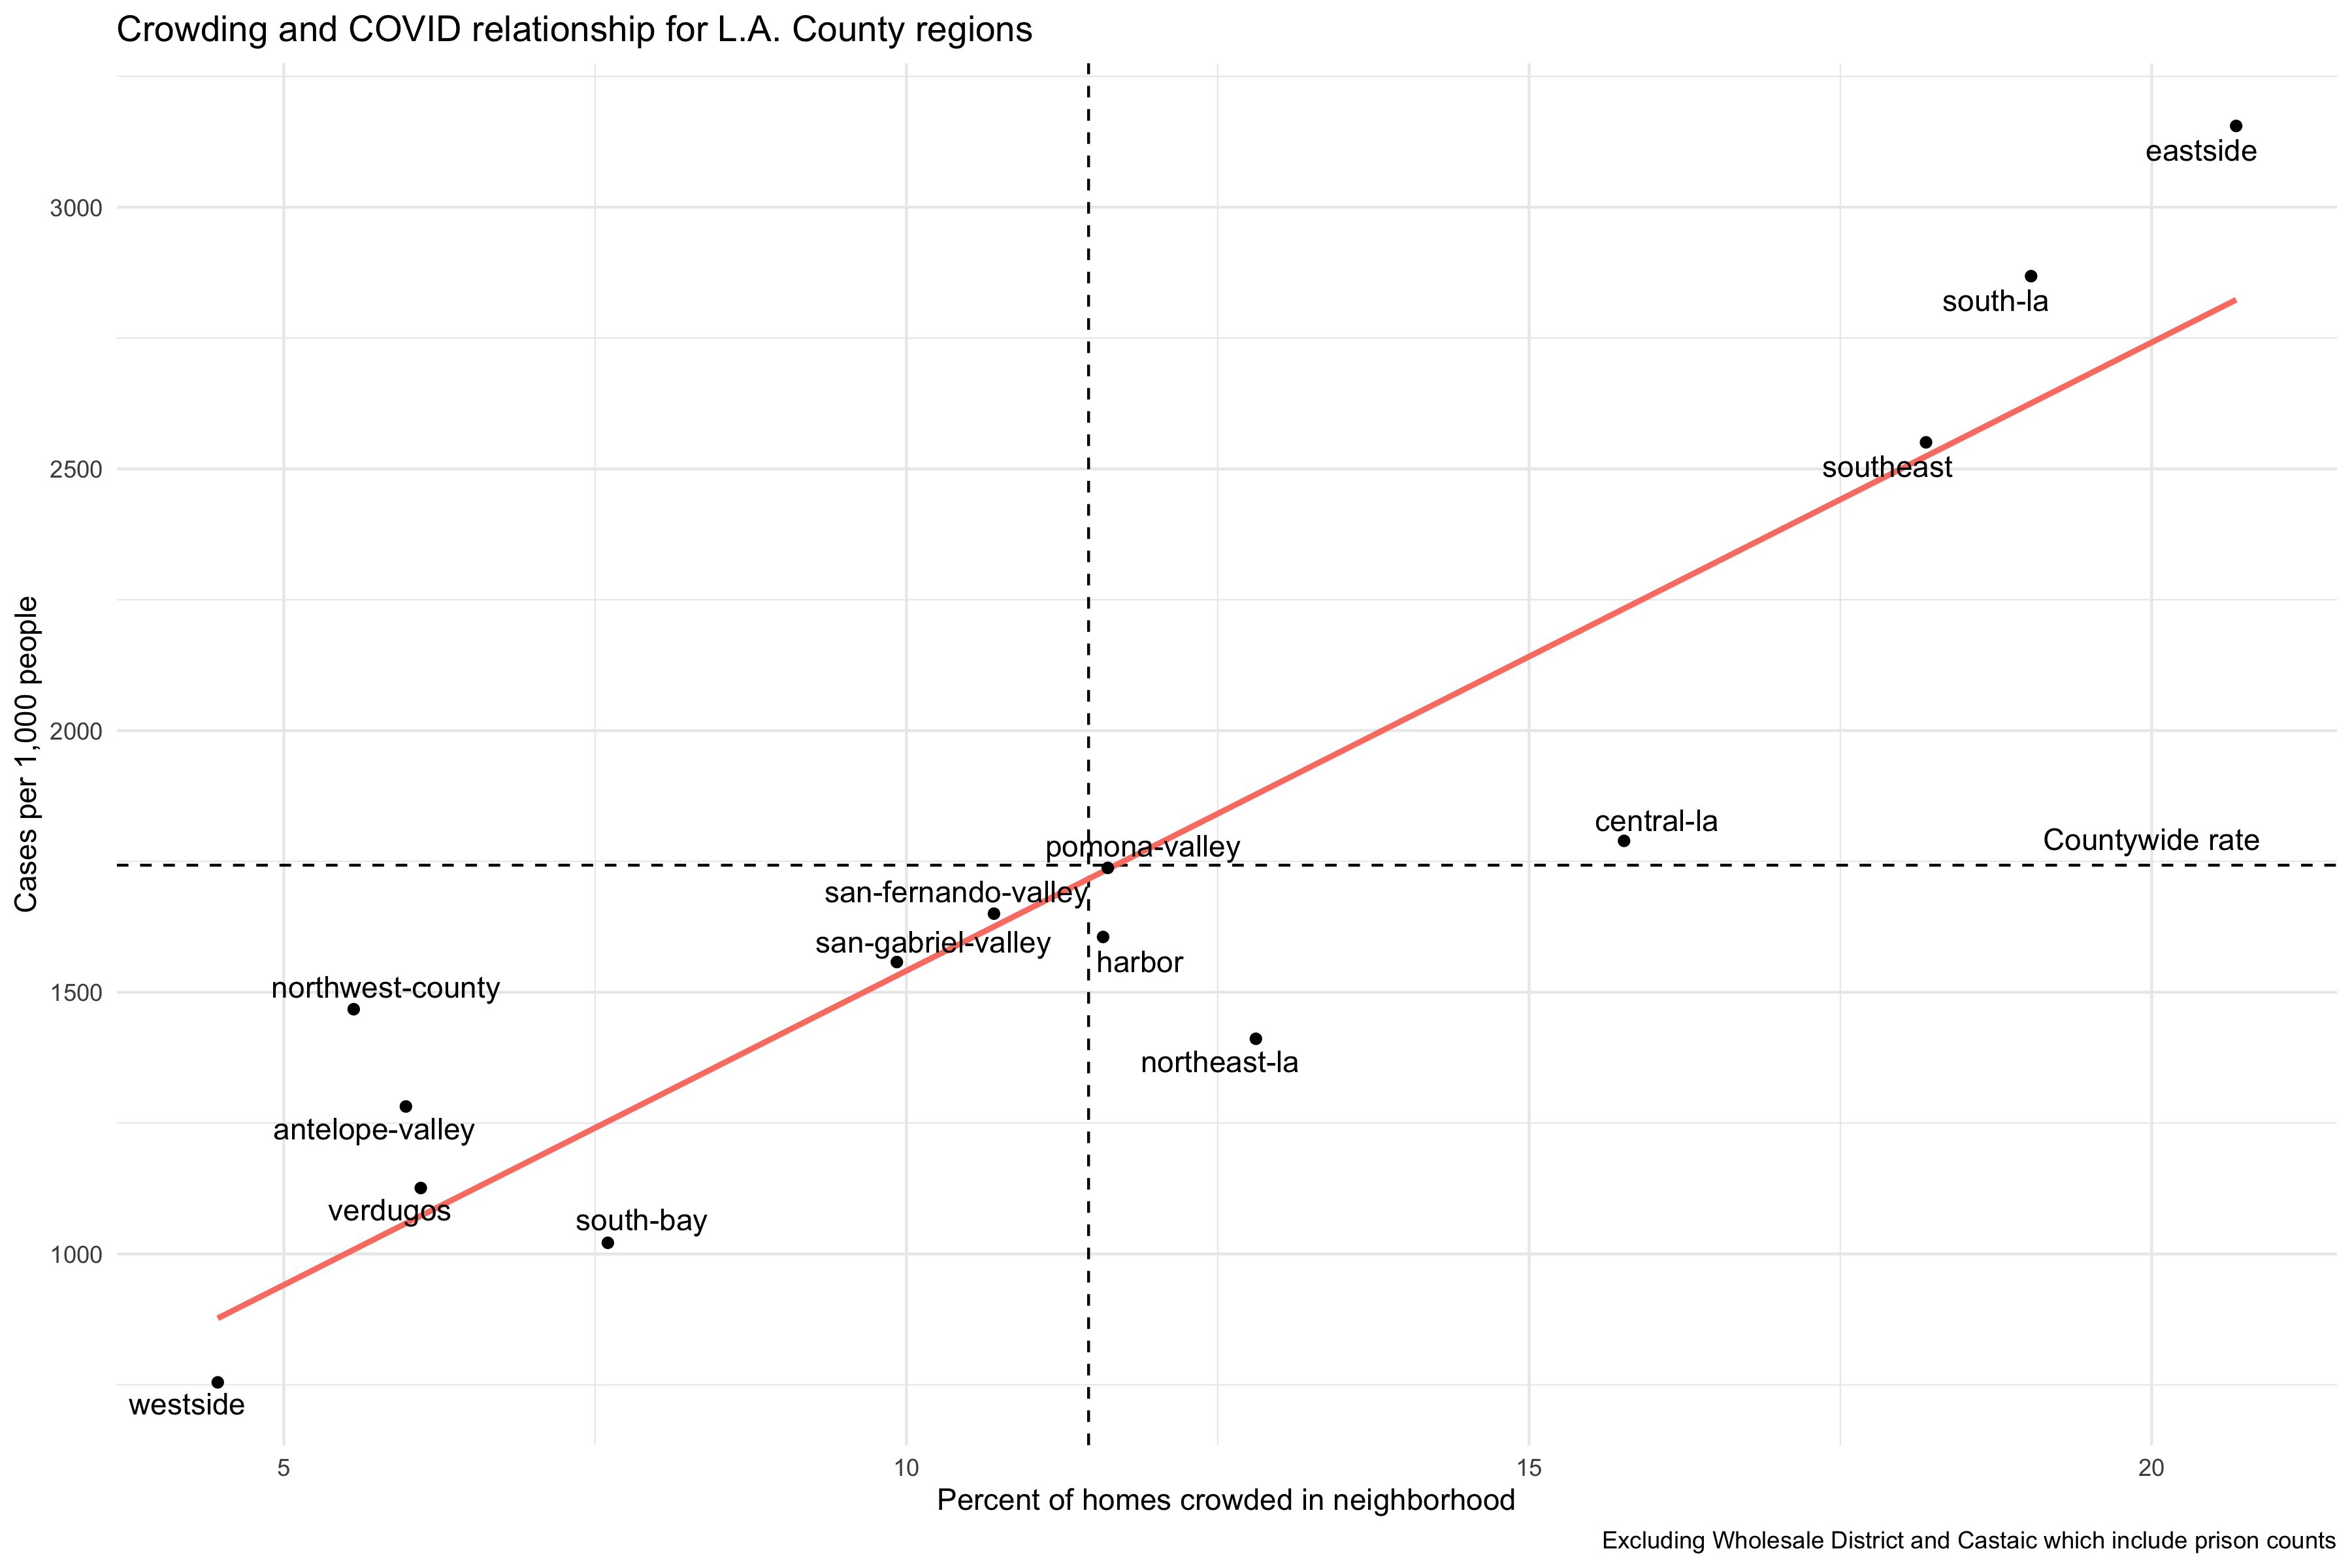 Crowding and COVID relationship for L.A. County regions
eastside
3000
south-la
southeast
2500
Cases per 1,000 people
2000
central-la
Countywide rate
pomona-valley
san-fernando-valley
san-gabriel-valley
harbor
northwest-county
1500
northeast-la
antelope-valley
verdugos
south-bay
1000
westside
5 10 15 20
Percent of homes crowded in neighborhood
Excluding Wholesale District and Castaic which include prison counts